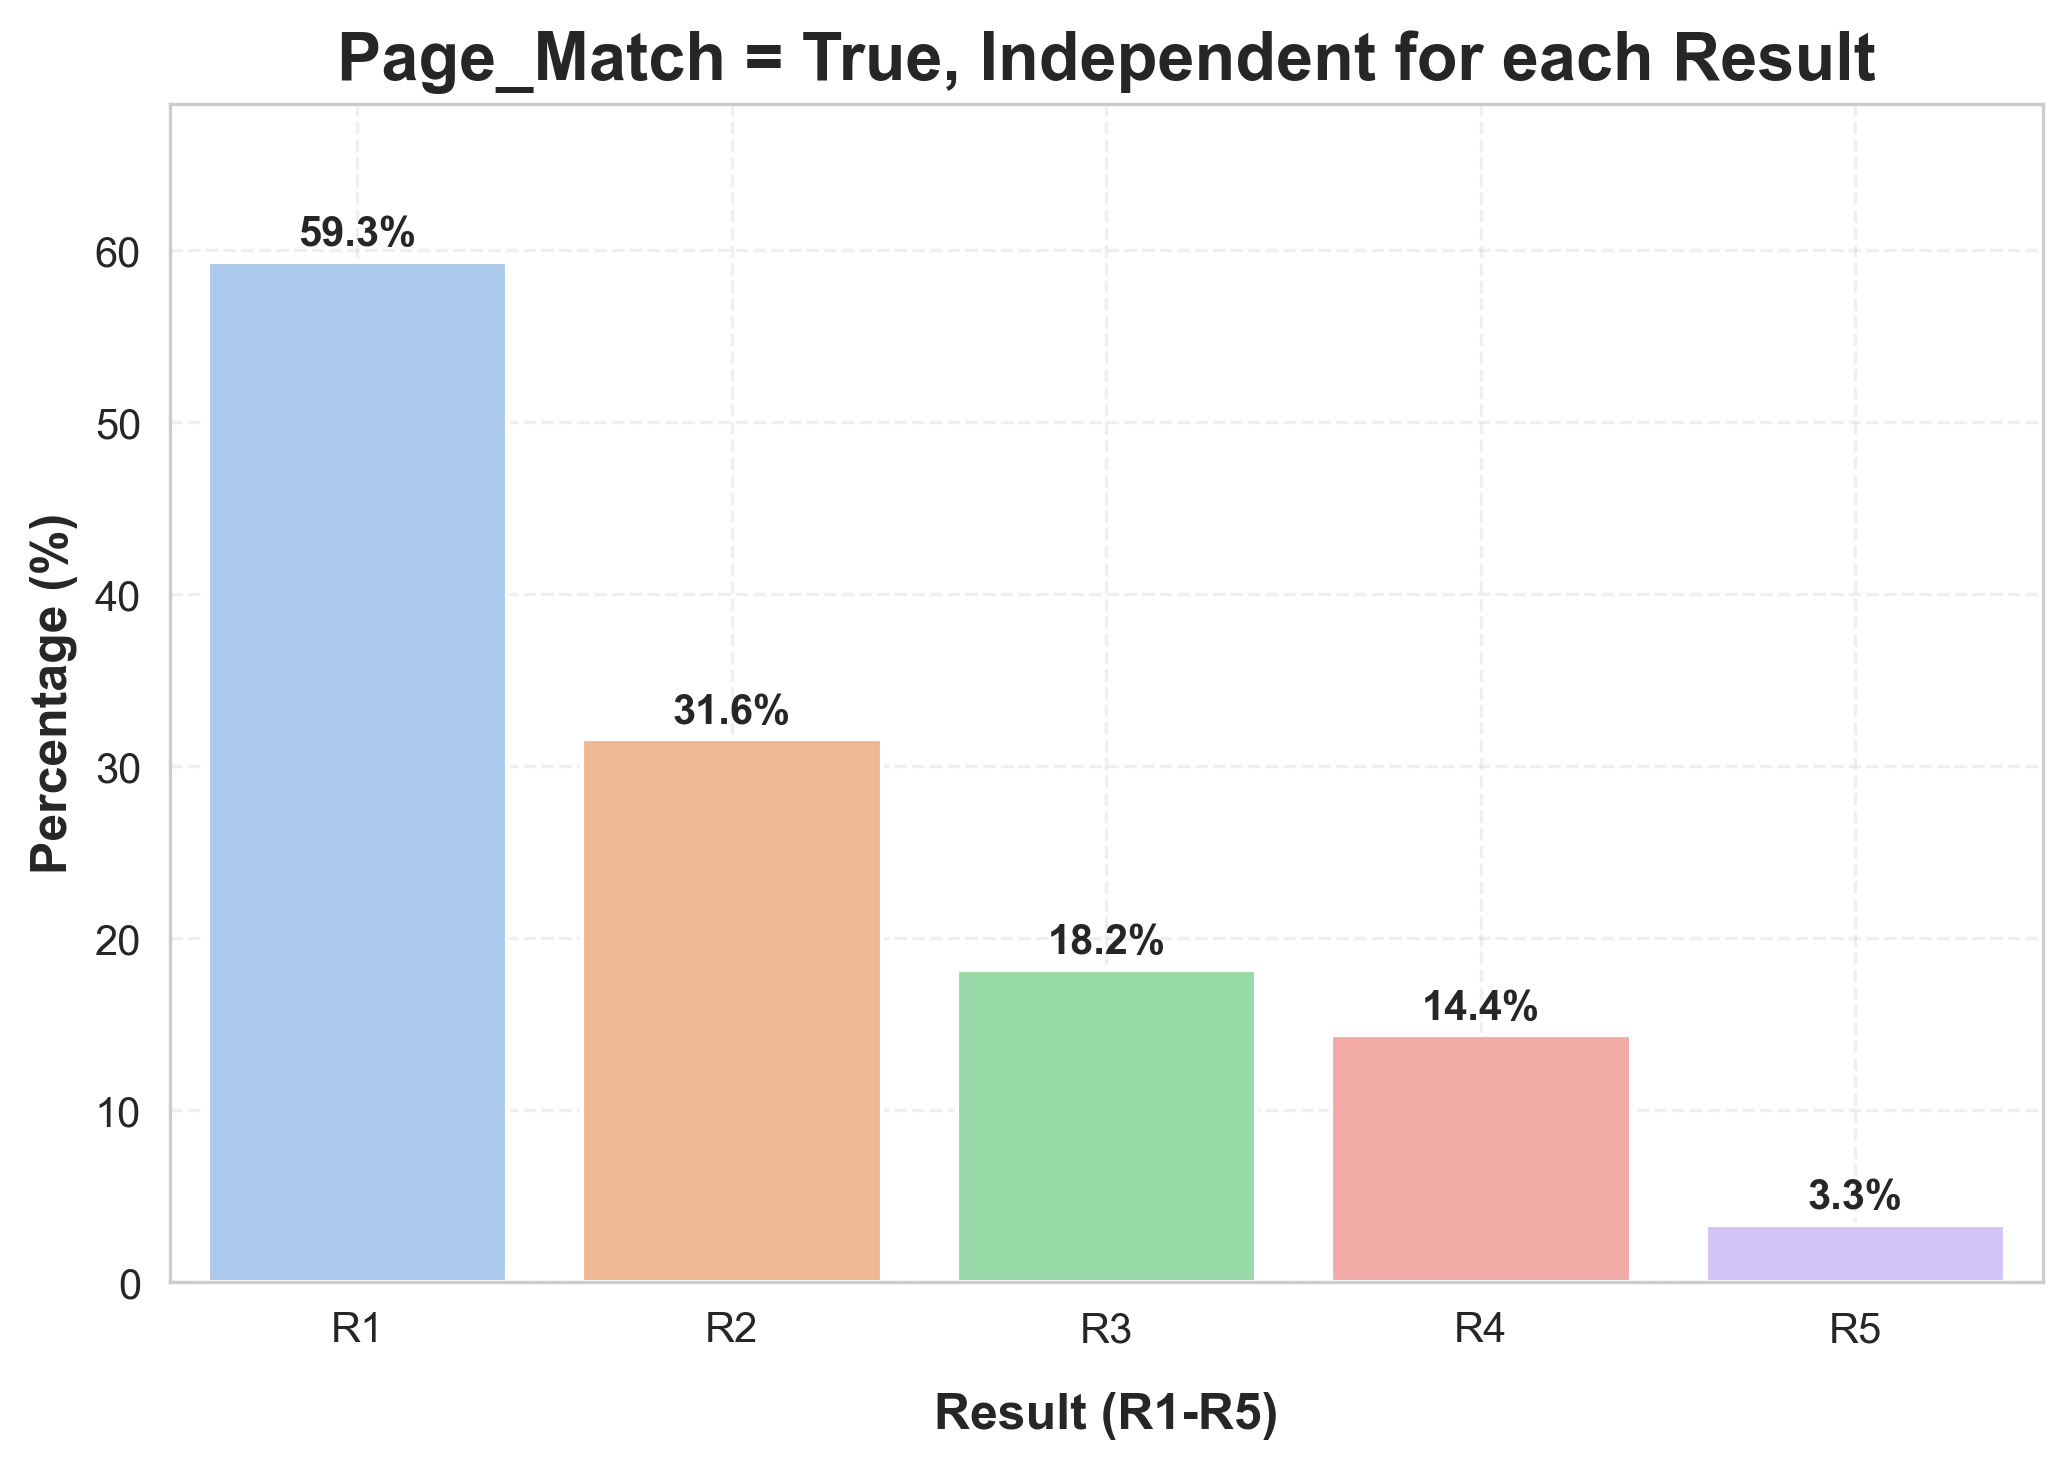 Page_Match = True, Independent for each Result
Percentage (%)
60
50
40
30
20
10
0
59.3%
31.6%
18.2%
14.4%
3.3%
R1
R2
R3
R4
R5
Result (R1-R5)